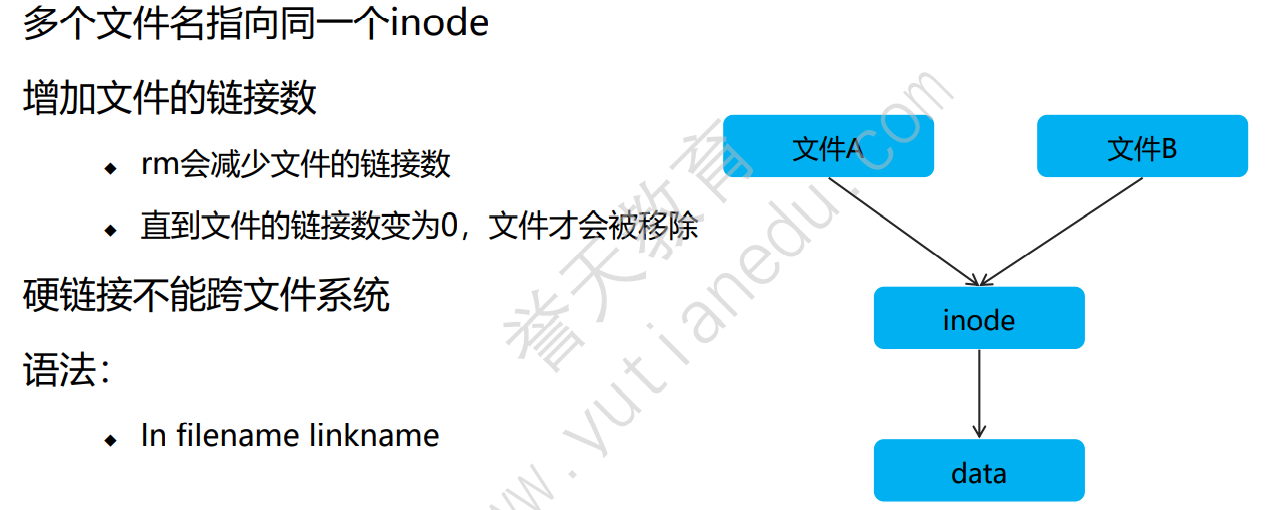 多个文件名指向同一个inode
增加文件的链接数
rm会减少文件的链接数
直到文件的链接数变为0，文件才会被移除
硬链接不能跨文件系统
语法：
ln filename linkname
文件A
文件B
inode
data
誉天教育
www.yutianedu.com